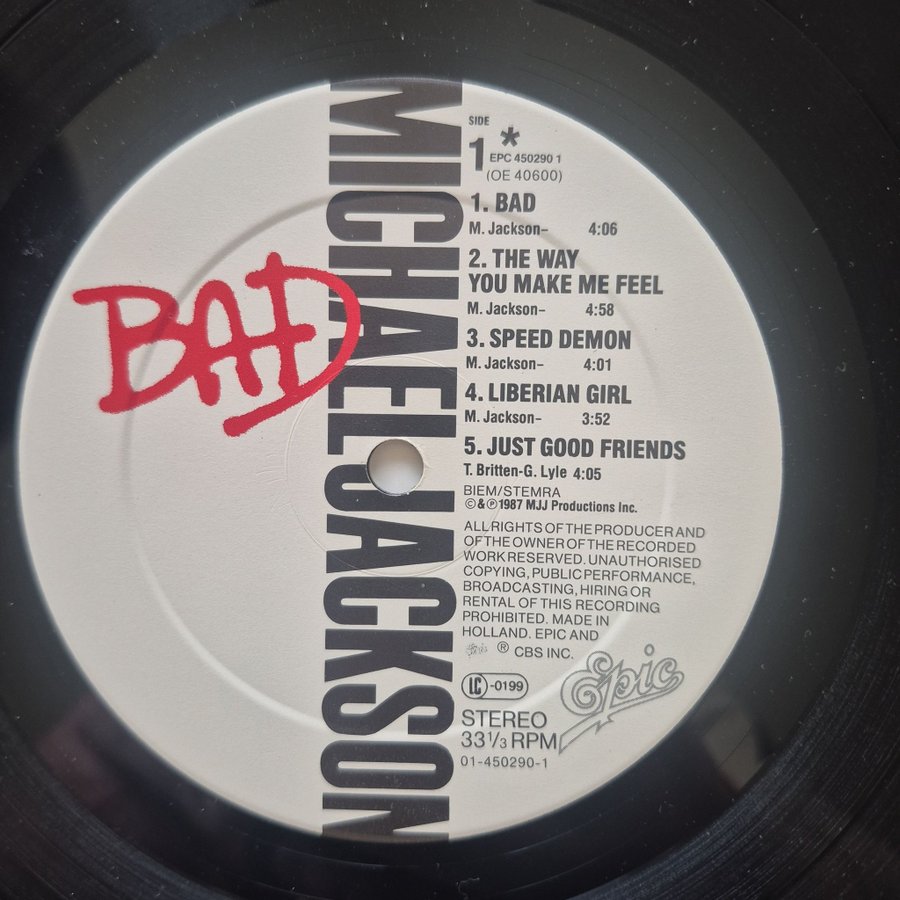 MICHAEL JACKSON
BAD
SIDE
1 *
EPC 450290 1
(OE 40600)
1. BAD
M. Jackson– 4:06
2. THE WAY
YOU MAKE ME FEEL
M. Jackson– 4:58
3. SPEED DEMON
M. Jackson– 4:01
4. LIBERIAN GIRL
M. Jackson– 3:52
5. JUST GOOD FRIENDS
T. Britten-G. Lyle 4:05
BIEM/STEMRA
©&℗1987 MJJ Productions Inc.
ALL RIGHTS OF THE PRODUCER AND
OF THE OWNER OF THE RECORDED
WORK RESERVED. UNAUTHORISED
COPYING, PUBLIC PERFORMANCE,
BROADCASTING, HIRING OR
RENTAL OF THIS RECORDING
PROHIBITED. MADE IN
HOLLAND. EPIC AND
® CBS INC.
LC -0199
Epic
STEREO
33 1/3 RPM
01-450290-1